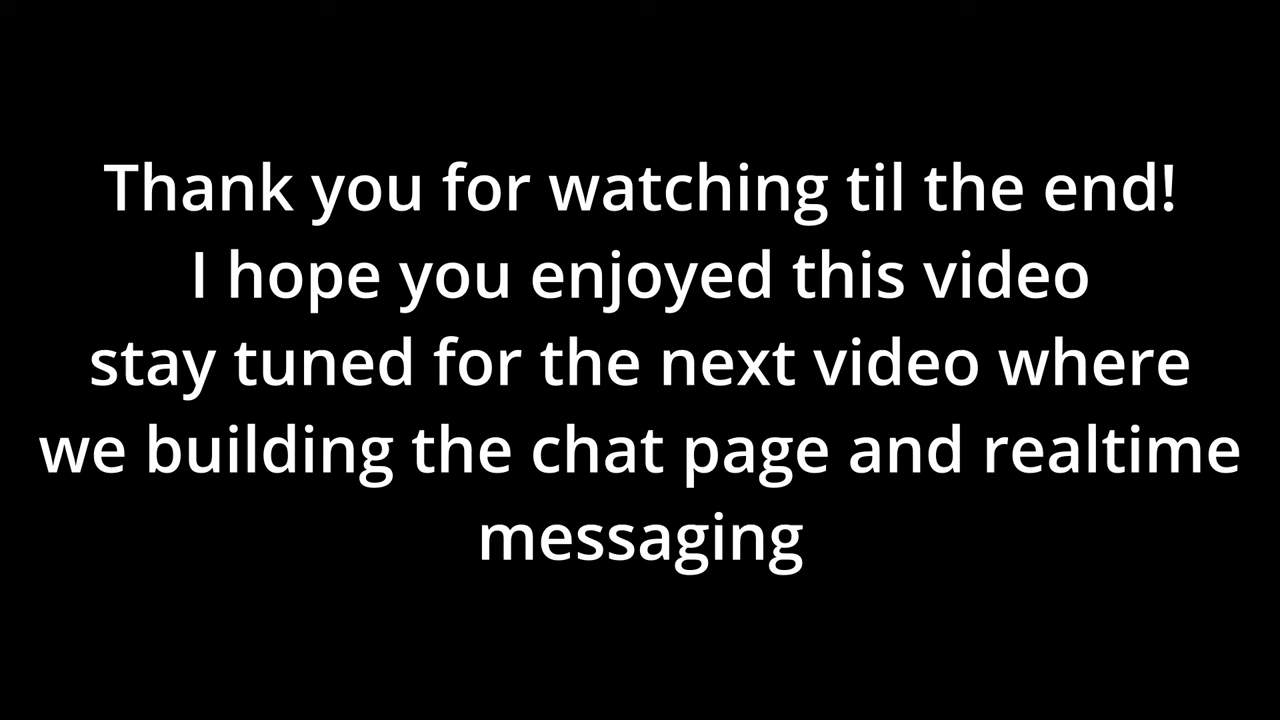 Thank you for watching til the end!
I hope you enjoyed this video
stay tuned for the next video where
we building the chat page and realtime
messaging